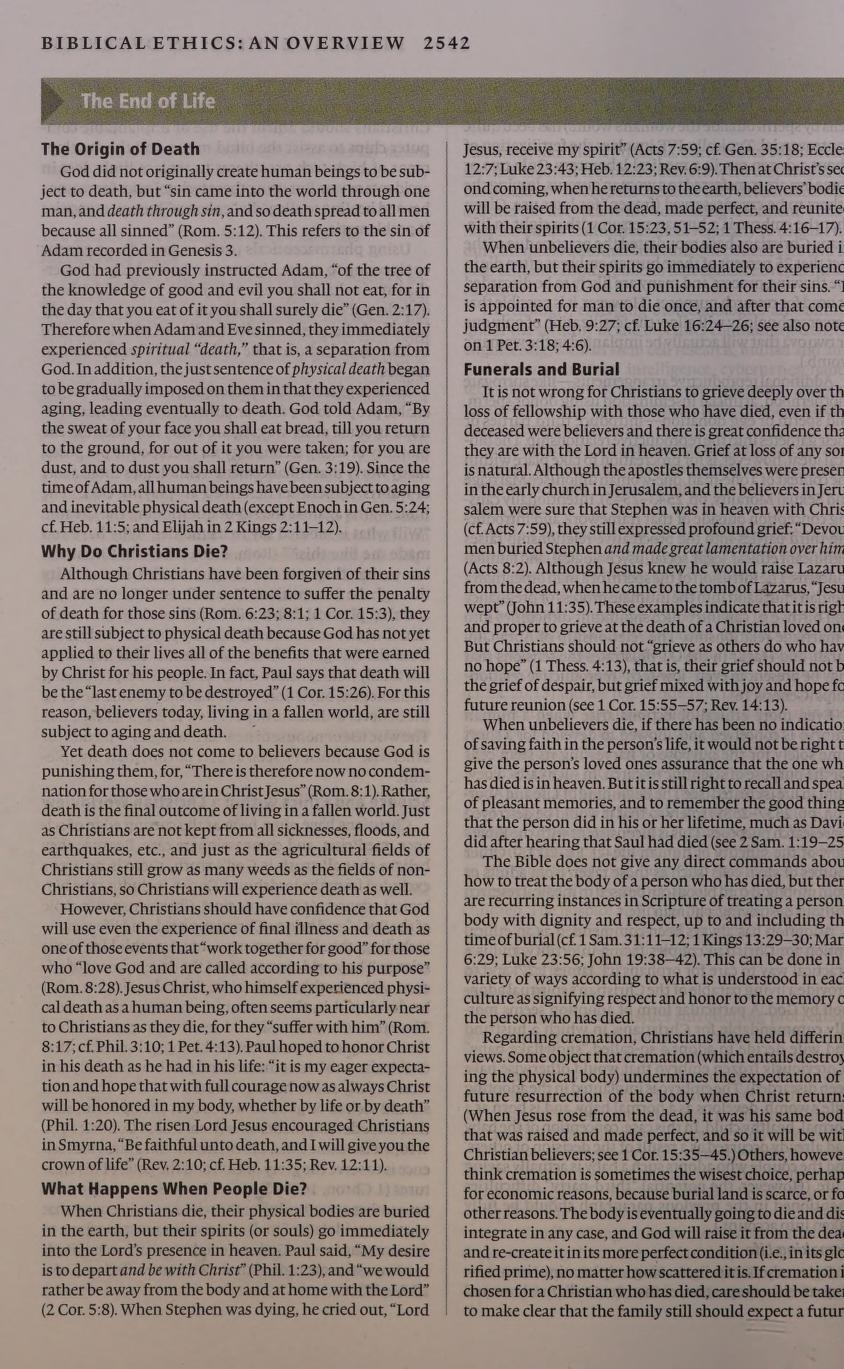 BIBLICAL ETHICS: AN OVERVIEW 2542
The End of Life
The Origin of Death
God did not originally create human beings to be sub-
ject to death, but “sin came into the world through one
man, and death through sin, and so death spread to all men
because all sinned” (Rom. 5:12). This refers to the sin of
Adam recorded in Genesis 3.
God had previously instructed Adam, “of the tree of
the knowledge of good and evil you shall not eat, for in
the day that you eat of it you shall surely die” (Gen. 2:17).
Therefore when Adam and Eve sinned, they immediately
experienced spiritual “death,” that is, a separation from
God. In addition, the just sentence of physical death began
to be gradually imposed on them in that they experienced
aging, leading eventually to death. God told Adam, “By
the sweat of your face you shall eat bread, till you return
to the ground, for out of it you were taken; for you are
dust, and to dust you shall return” (Gen. 3:19). Since the
time of Adam, all human beings have been subject to aging
and inevitable physical death (except Enoch in Gen. 5:24;
cf. Heb. 11:5; and Elijah in 2 Kings 2:11–12).
Why Do Christians Die?
Although Christians have been forgiven of their sins
and are no longer under sentence to suffer the penalty
of death for those sins (Rom. 6:23; 8:1; 1 Cor. 15:3), they
are still subject to physical death because God has not yet
applied to their lives all of the benefits that were earned
by Christ for his people. In fact, Paul says that death will
be the “last enemy to be destroyed” (1 Cor. 15:26). For this
reason, believers today, living in a fallen world, are still
subject to aging and death.
Yet death does not come to believers because God is
punishing them, for, “There is therefore now no condem-
nation for those who are in Christ Jesus” (Rom. 8:1). Rather,
death is the final outcome of living in a fallen world. Just
as Christians are not kept from all sicknesses, floods, and
earthquakes, etc., and just as the agricultural fields of
Christians still grow as many weeds as the fields of non-
Christians, so Christians will experience death as well.
However, Christians should have confidence that God
will use even the experience of final illness and death as
one of those events that “work together for good” for those
who “love God and are called according to his purpose”
(Rom. 8:28). Jesus Christ, who himself experienced physi-
cal death as a human being, often seems particularly near
to Christians as they die, for they “suffer with him” (Rom.
8:17; cf. Phil. 3:10; 1 Pet. 4:13). Paul hoped to honor Christ
in his death as he had in his life: “it is my eager expecta-
tion and hope that with full courage now as always Christ
will be honored in my body, whether by life or by death”
(Phil. 1:20). The risen Lord Jesus encouraged Christians
in Smyrna, “Be faithful unto death, and I will give you the
crown of life” (Rev. 2:10; cf. Heb. 11:35; Rev. 12:11).
What Happens When People Die?
When Christians die, their physical bodies are buried
in the earth, but their spirits (or souls) go immediately
into the Lord’s presence in heaven. Paul said, “My desire
is to depart and be with Christ” (Phil. 1:23), and “we would
rather be away from the body and at home with the Lord”
(2 Cor. 5:8). When Stephen was dying, he cried out, “Lord
Jesus, receive my spirit” (Acts 7:59; cf. Gen. 35:18; Eccle
12:7; Luke 23:43; Heb. 12:23; Rev. 6:9). Then at Christ’s sec
ond coming, when he returns to the earth, believers’ bodie
will be raised from the dead, made perfect, and reunite
with their spirits (1 Cor. 15:23, 51–52; 1 Thess. 4:16–17).
When unbelievers die, their bodies also are buried i
the earth, but their spirits go immediately to experienc
separation from God and punishment for their sins. “I
is appointed for man to die once, and after that come
judgment” (Heb. 9:27; cf. Luke 16:24–26; see also note
on 1 Pet. 3:18; 4:6).
Funerals and Burial
It is not wrong for Christians to grieve deeply over th
loss of fellowship with those who have died, even if th
deceased were believers and there is great confidence tha
they are with the Lord in heaven. Grief at loss of any sor
is natural. Although the apostles themselves were presen
in the early church in Jerusalem, and the believers in Jeru
salem were sure that Stephen was in heaven with Chris
(cf. Acts 7:59), they still expressed profound grief: “Devou
men buried Stephen and made great lamentation over him
(Acts 8:2). Although Jesus knew he would raise Lazaru
from the dead, when he came to the tomb of Lazarus, “Jesu
wept” (John 11:35). These examples indicate that it is righ
and proper to grieve at the death of a Christian loved one
But Christians should not “grieve as others do who hav
no hope” (1 Thess. 4:13), that is, their grief should not b
the grief of despair, but grief mixed with joy and hope fo
future reunion (see 1 Cor. 15:55–57; Rev. 14:13).
When unbelievers die, if there has been no indicatio
of saving faith in the person’s life, it would not be right t
give the person’s loved ones assurance that the one wh
has died is in heaven. But it is still right to recall and spea
of pleasant memories, and to remember the good thing
that the person did in his or her lifetime, much as Davi
did after hearing that Saul had died (see 2 Sam. 1:19–25
The Bible does not give any direct commands abou
how to treat the body of a person who has died, but ther
are recurring instances in Scripture of treating a person
body with dignity and respect, up to and including th
time of burial (cf. 1 Sam. 31:11–12; 1 Kings 13:29–30; Mar
6:29; Luke 23:56; John 19:38–42). This can be done in
variety of ways according to what is understood in eac
culture as signifying respect and honor to the memory o
the person who has died.
Regarding cremation, Christians have held differin
views. Some object that cremation (which entails destroy
ing the physical body) undermines the expectation of
future resurrection of the body when Christ returns
(When Jesus rose from the dead, it was his same bod
that was raised and made perfect, and so it will be wit
Christian believers; see 1 Cor. 15:35–45.) Others, howeve
think cremation is sometimes the wisest choice, perhap
for economic reasons, because burial land is scarce, or fo
other reasons. The body is eventually going to die and dis
integrate in any case, and God will raise it from the dea
and re-create it in its more perfect condition (i.e., in its glo
rified prime), no matter how scattered it is. If cremation i
chosen for a Christian who has died, care should be take
to make clear that the family still should expect a futur